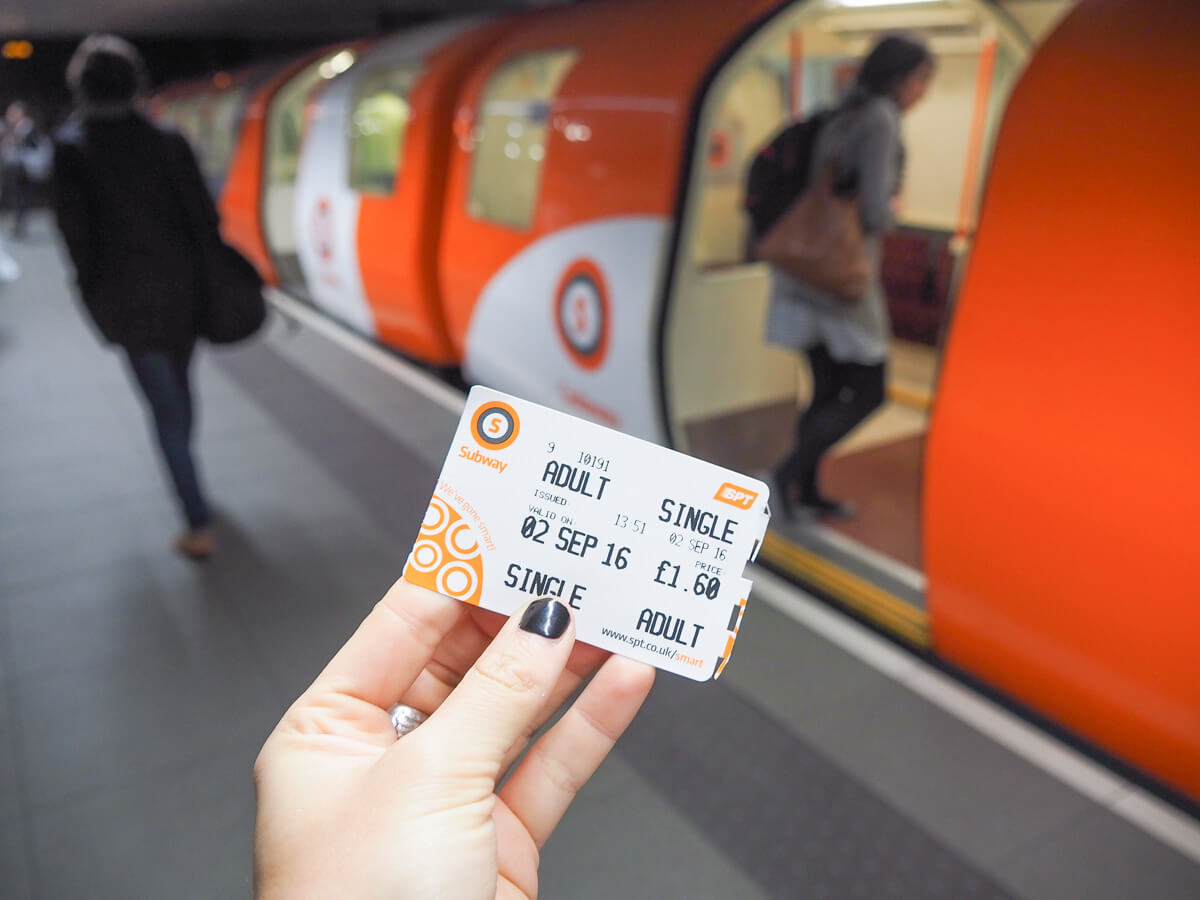 S
Subway
We've gone smart!
9 10191
ADULT
SINGLE
SPT
ISSUED:
13:51
02 SEP 16
VALID ON:
02 SEP 16
PRICE:
£1.60
SINGLE
ADULT
www.spt.co.uk/smart
S